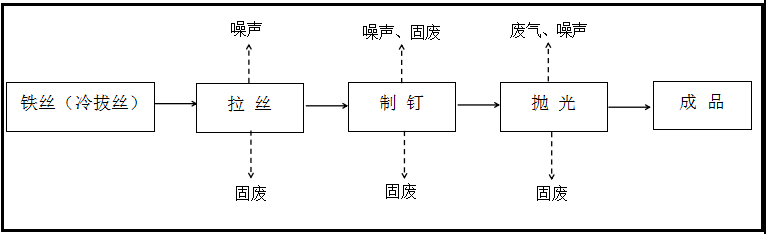 噪声
噪声、固废
废气、噪声
铁丝（冷拔丝）
拉 丝
制 钉
抛 光
成 品
固废
固废
固废